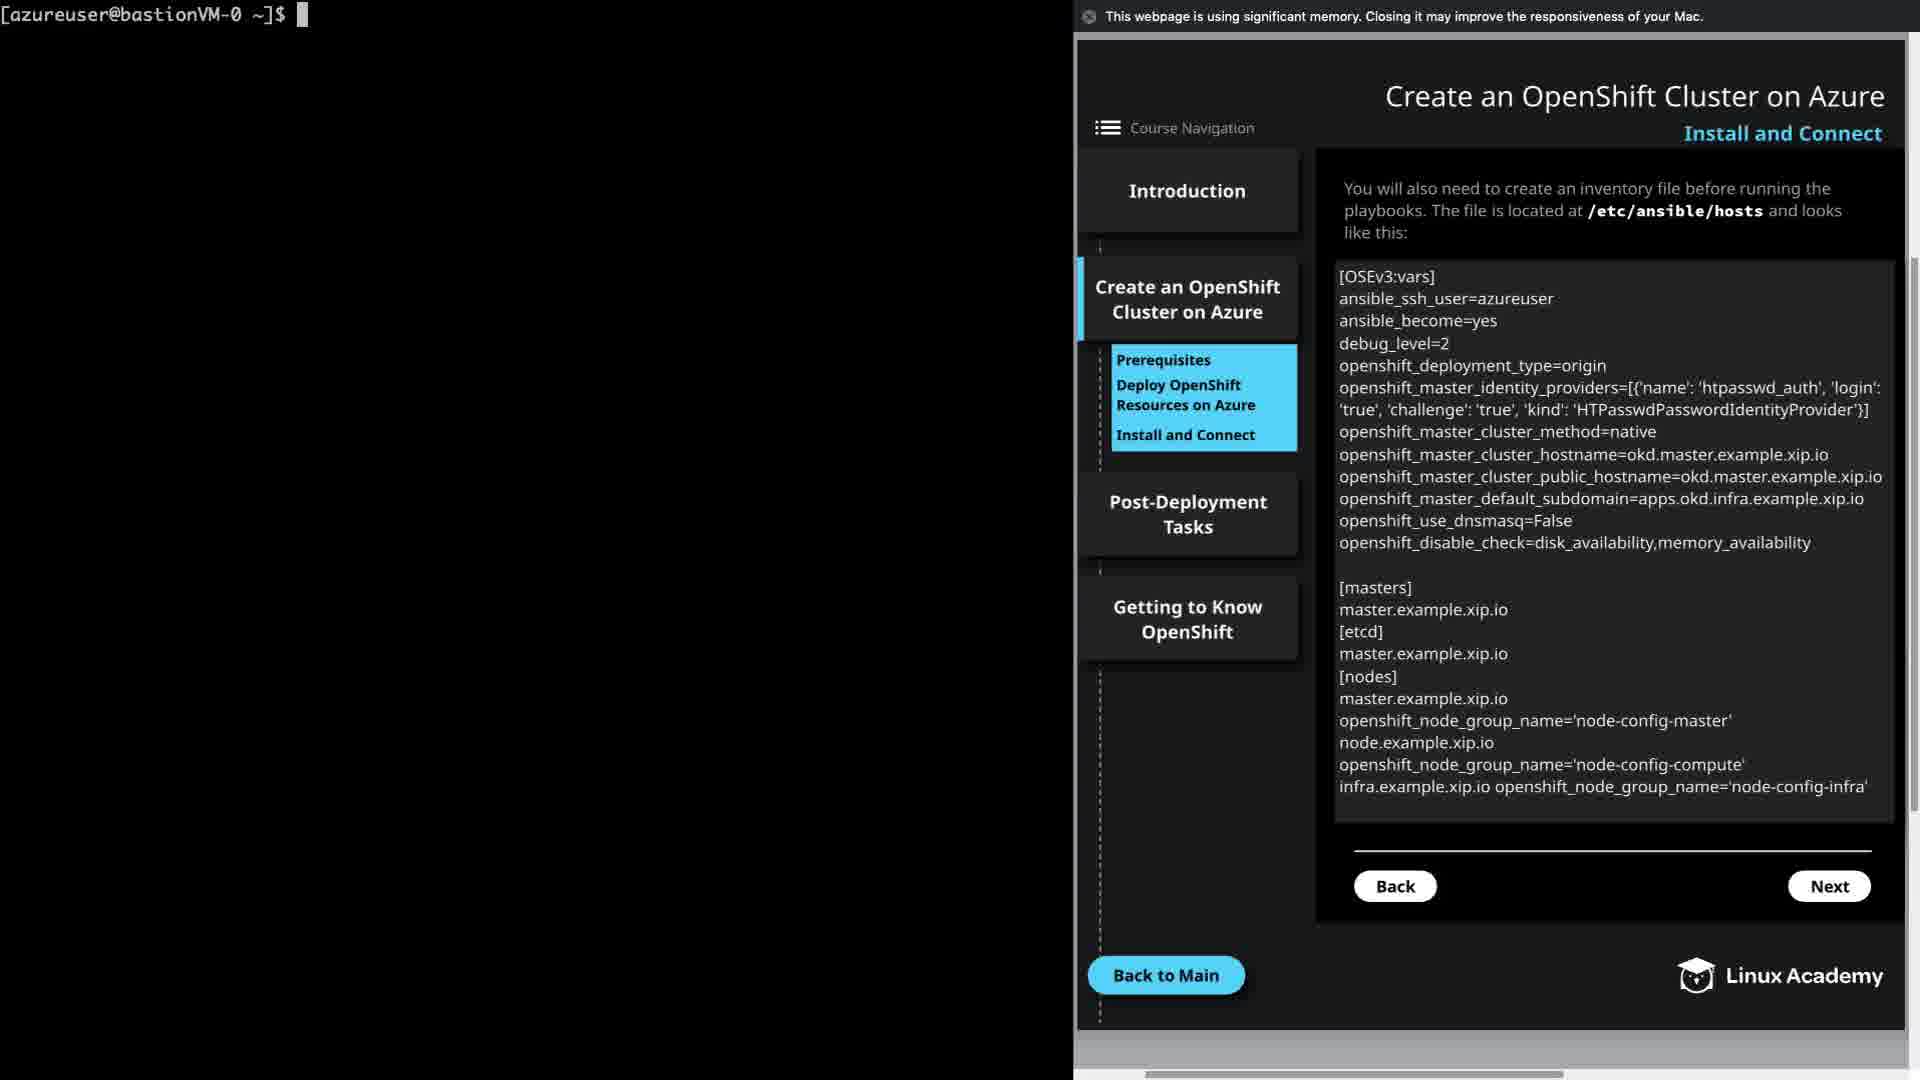 [azureuser@bastionVM-0 ~]$
This webpage is using significant memory. Closing it may improve the responsiveness of your Mac.
Create an OpenShift Cluster on Azure
Install and Connect
Course Navigation
Introduction
Create an OpenShift
Cluster on Azure
Prerequisites
Deploy OpenShift
Resources on Azure
Install and Connect
Post-Deployment
Tasks
Getting to Know
OpenShift
Back to Main
You will also need to create an inventory file before running the
playbooks. The file is located at /etc/ansible/hosts and looks
like this:
[OSEv3:vars]
ansible_ssh_user=azureuser
ansible_become=yes
debug_level=2
openshift_deployment_type=origin
openshift_master_identity_providers=[{'name': 'htpasswd_auth', 'login':
'true', 'challenge': 'true', 'kind': 'HTPasswdPasswordIdentityProvider'}]
openshift_master_cluster_method=native
openshift_master_cluster_hostname=okd.master.example.xip.io
openshift_master_cluster_public_hostname=okd.master.example.xip.io
openshift_master_default_subdomain=apps.okd.infra.example.xip.io
openshift_use_dnsmasq=False
openshift_disable_check=disk_availability,memory_availability
[masters]
master.example.xip.io
[etcd]
master.example.xip.io
[nodes]
master.example.xip.io
openshift_node_group_name='node-config-master'
node.example.xip.io
openshift_node_group_name='node-config-compute'
infra.example.xip.io openshift_node_group_name='node-config-infra'
Back
Next
Linux Academy